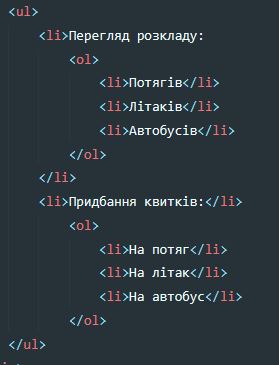 <ul>
<li>Перегляд розкладу:
<ol>
<li>Потягів</li>
<li>Літаків</li>
<li>Автобусів</li>
</ol>
</li>
<li>Придбання квитків:</li>
<ol>
<li>На потяг</li>
<li>На літак</li>
<li>На автобус</li>
</ol>
</ul>